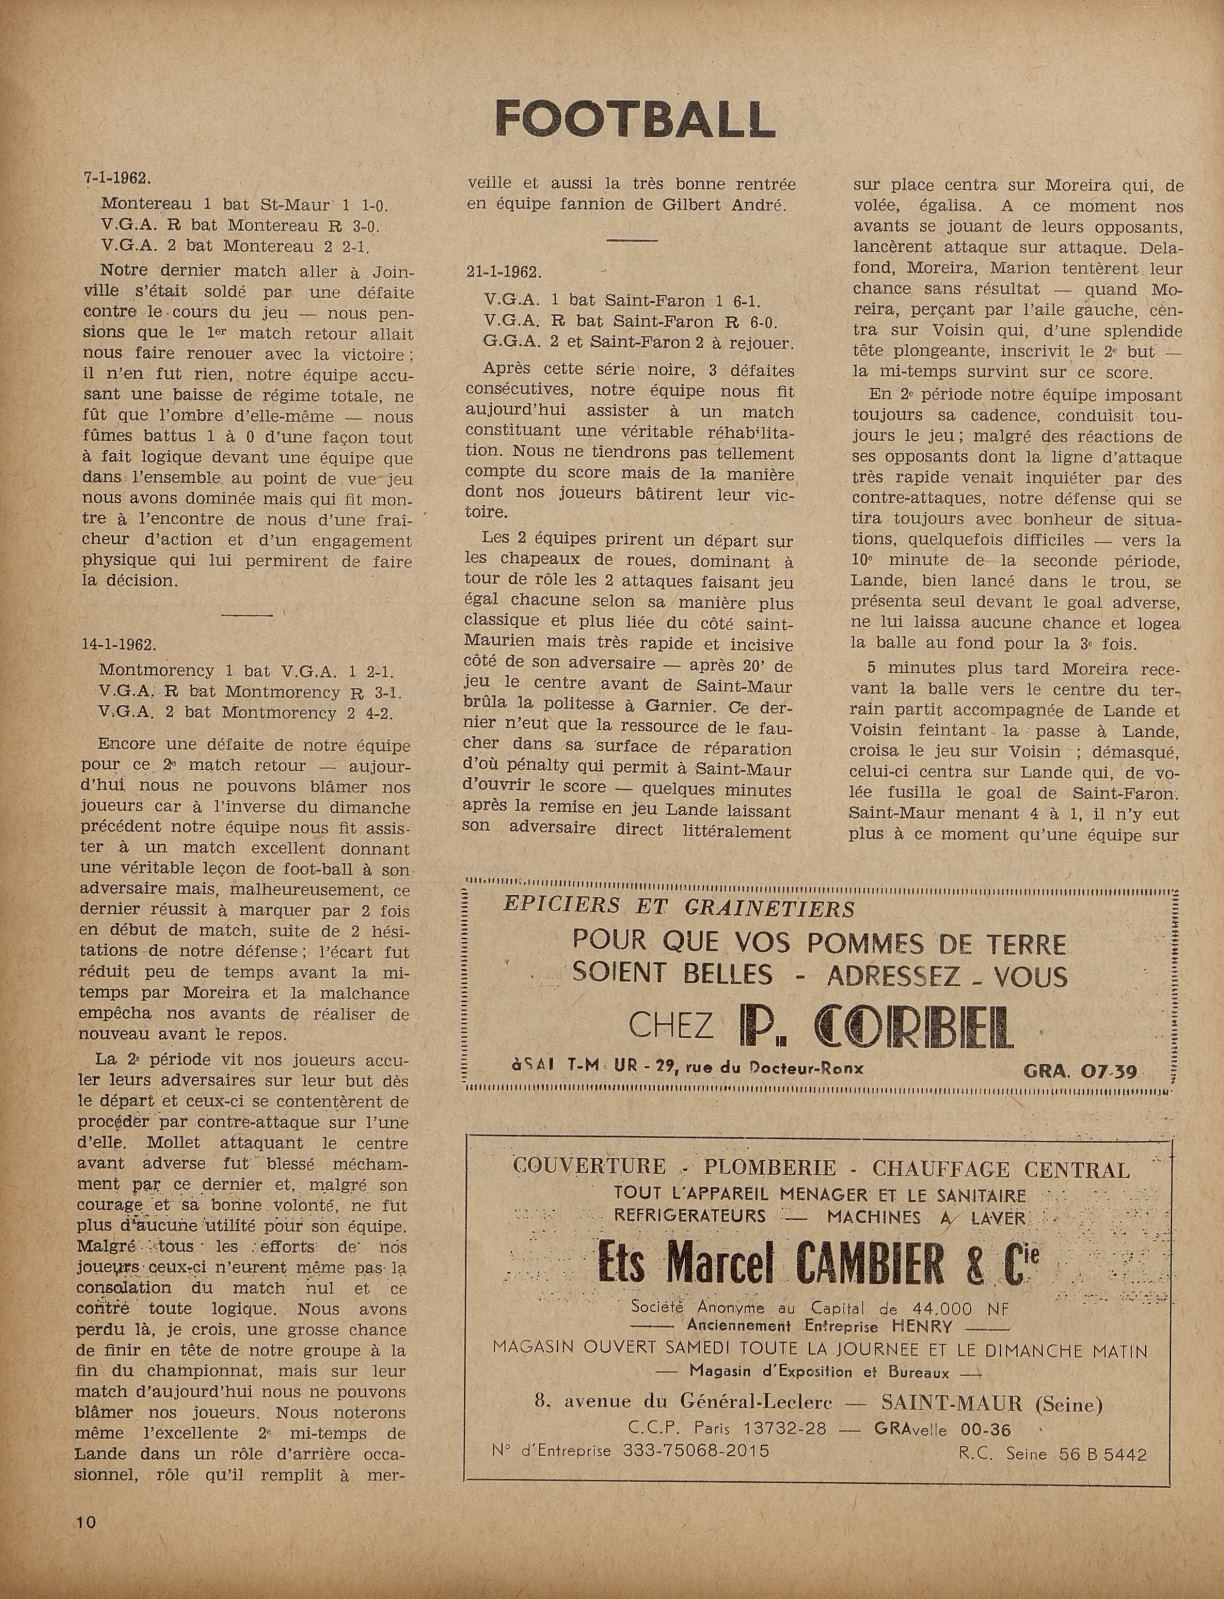 FOOTBALL
7-1-1962.
Montereau 1 bat St-Maur 1 1-0.
V.G.A. R bat Montereau R 3-0.
V.G.A. 2 bat Montereau 2 2-1.
Notre dernier match aller à Join-
ville s'était soldé par une défaite
contre le cours du jeu — nous pen-
sions que le 1er match retour allait
nous faire renouer avec la victoire ;
il n'en fut rien, notre équipe accu-
sant une baisse de régime totale, ne
fût que l'ombre d'elle-même — nous
fûmes battus 1 à 0 d'une façon tout
à fait logique devant une équipe que
dans l'ensemble au point de vue jeu
nous avons dominée mais qui fit mon-
tre à l'encontre de nous d'une frai-
cheur d'action et d'un engagement
physique qui lui permirent de faire
la décision.
14-1-1962.
Montmorency 1 bat V.G.A. 1 2-1.
V.G.A. R bat Montmorency R 3-1.
V.G.A. 2 bat Montmorency 2 4-2.
Encore une défaite de notre équipe
pour ce 2e match retour — aujour-
d'hui nous ne pouvons blâmer nos
joueurs car à l'inverse du dimanche
précédent notre équipe nous fit assis-
ter à un match excellent donnant
une véritable leçon de foot-ball à son
adversaire mais, malheureusement, ce
dernier réussit à marquer par 2 fois
en début de match, suite de 2 hési-
tations de notre défense ; l'écart fut
réduit peu de temps avant la mi-
temps par Moreira et la malchance
empêcha nos avants de réaliser de
nouveau avant le repos.
La 2e période vit nos joueurs accu-
ler leurs adversaires sur leur but dès
le départ et ceux-ci se contentèrent de
procéder par contre-attaque sur l'une
d'elle. Mollet attaquant le centre
avant adverse fut blessé mécham-
ment par ce dernier et, malgré son
courage et sa bonne volonté, ne fut
plus d'aucune utilité pour son équipe.
Malgré tous les efforts de nos
joueurs ceux-ci n'eurent même pas la
consolation du match nul et ce
contre toute logique. Nous avons
perdu là, je crois, une grosse chance
de finir en tête de notre groupe à la
fin du championnat, mais sur leur
match d'aujourd'hui nous ne pouvons
blâmer nos joueurs. Nous noterons
même l'excellente 2e mi-temps de
Lande dans un rôle d'arrière occa-
sionnel, rôle qu'il remplit à mer-
veille et aussi la très bonne rentrée
en équipe fannion de Gilbert André.
21-1-1962.
V.G.A. 1 bat Saint-Faron 1 6-1.
V.G.A. R bat Saint-Faron R 6-0.
G.G.A. 2 et Saint-Faron 2 à rejouer.
Après cette série noire, 3 défaites
consécutives, notre équipe nous fit
aujourd'hui assister à un match
constituant une véritable réhabilita-
tion. Nous ne tiendrons pas tellement
compte du score mais de la manière
dont nos joueurs bâtirent leur vic-
toire.
Les 2 équipes prirent un départ sur
les chapeaux de roues, dominant à
tour de rôle les 2 attaques faisant jeu
égal chacune selon sa manière plus
classique et plus liée du côté saint-
Maurien mais très rapide et incisive
côté de son adversaire — après 20' de
jeu le centre avant de Saint-Maur
brûla la politesse à Garnier. Ce der-
nier n'eut que la ressource de le fau-
cher dans sa surface de réparation
d'où pénalty qui permit à Saint-Maur
d'ouvrir le score — quelques minutes
après la remise en jeu Lande laissant
son adversaire direct littéralement
sur place centra sur Moreira qui, de
volée, égalisa. A ce moment nos
avants se jouant de leurs opposants,
lancèrent attaque sur attaque. Dela-
fond, Moreira, Marion tentèrent leur
chance sans résultat — quand Mo-
reira, perçant par l'aile gauche, cen-
tra sur Voisin qui, d'une splendide
tête plongeante, inscrivit le 2e but —
la mi-temps survint sur ce score.
En 2e période notre équipe imposant
toujours sa cadence, conduisit tou-
jours le jeu ; malgré des réactions de
ses opposants dont la ligne d'attaque
très rapide venait inquiéter par des
contre-attaques, notre défense qui se
tira toujours avec bonheur de situa-
tions, quelquefois difficiles — vers la
10e minute de la seconde période,
Lande, bien lancé dans le trou, se
présenta seul devant le goal adverse,
ne lui laissa aucune chance et logea
la balle au fond pour la 3e fois.
5 minutes plus tard Moreira rece-
vant la balle vers le centre du ter-
rain partit accompagnée de Lande et
Voisin feintant la passe à Lande,
croisa le jeu sur Voisin ; démasqué,
celui-ci centra sur Lande qui, de vo-
lée fusilla le goal de Saint-Faron.
Saint-Maur menant 4 à 1, il n'y eut
plus à ce moment qu'une équipe sur
EPICIERS ET GRAINETIERS
POUR QUE VOS POMMES DE TERRE
SOIENT BELLES - ADRESSEZ - VOUS
CHEZ P. CORBEL
à SAI T-M UR - 29, rue du Docteur-Ronx GRA. 07-39
COUVERTURE - PLOMBERIE - CHAUFFAGE CENTRAL
TOUT L'APPAREIL MENAGER ET LE SANITAIRE
REFRIGERATEURS — MACHINES A LAVER
Ets Marcel CAMBIER & Cie
Société Anonyme au Capital de 44.000 NF
— Anciennement Entreprise HENRY —
MAGASIN OUVERT SAMEDI TOUTE LA JOURNEE ET LE DIMANCHE MATIN
— Magasin d'Exposition et Bureaux —
8, avenue du Général-Leclerc — SAINT-MAUR (Seine)
C.C.P. Paris 13732-28 — GRAvelle 00-36
N° d'Entreprise 333-75068-2015 R.C. Seine 56 B 5442
10